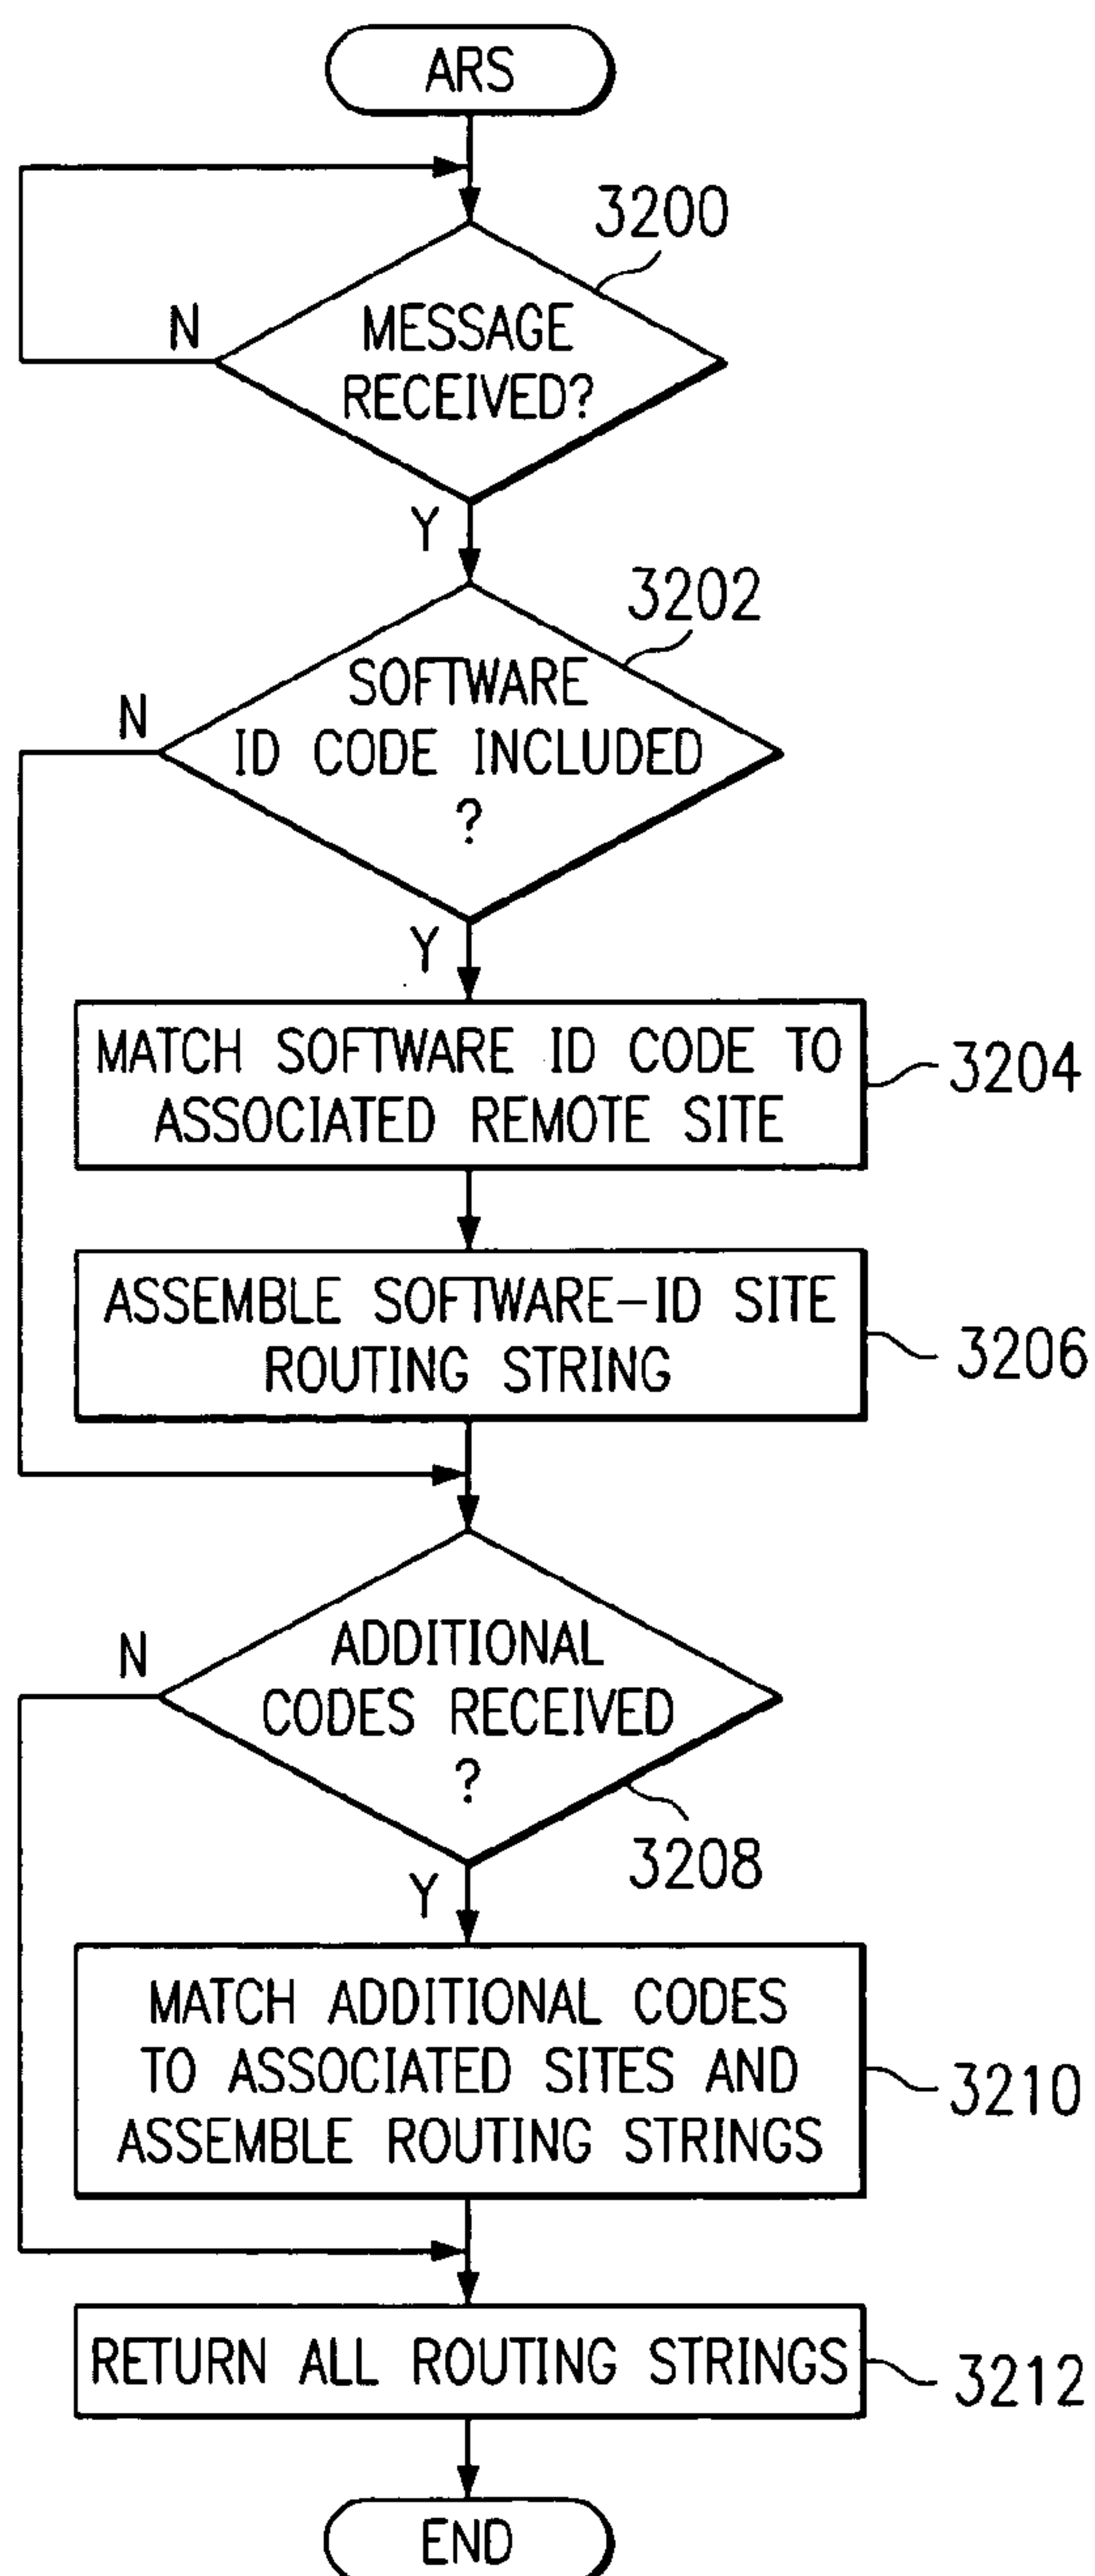 ARS
3200
MESSAGE
RECEIVED?
N
Y
3202
SOFTWARE
ID CODE INCLUDED
?
N
Y
MATCH SOFTWARE ID CODE TO
ASSOCIATED REMOTE SITE
3204
ASSEMBLE SOFTWARE-ID SITE
ROUTING STRING
3206
ADDITIONAL
CODES RECEIVED
?
N
3208
Y
MATCH ADDITIONAL CODES
TO ASSOCIATED SITES AND
ASSEMBLE ROUTING STRINGS
3210
RETURN ALL ROUTING STRINGS
3212
END